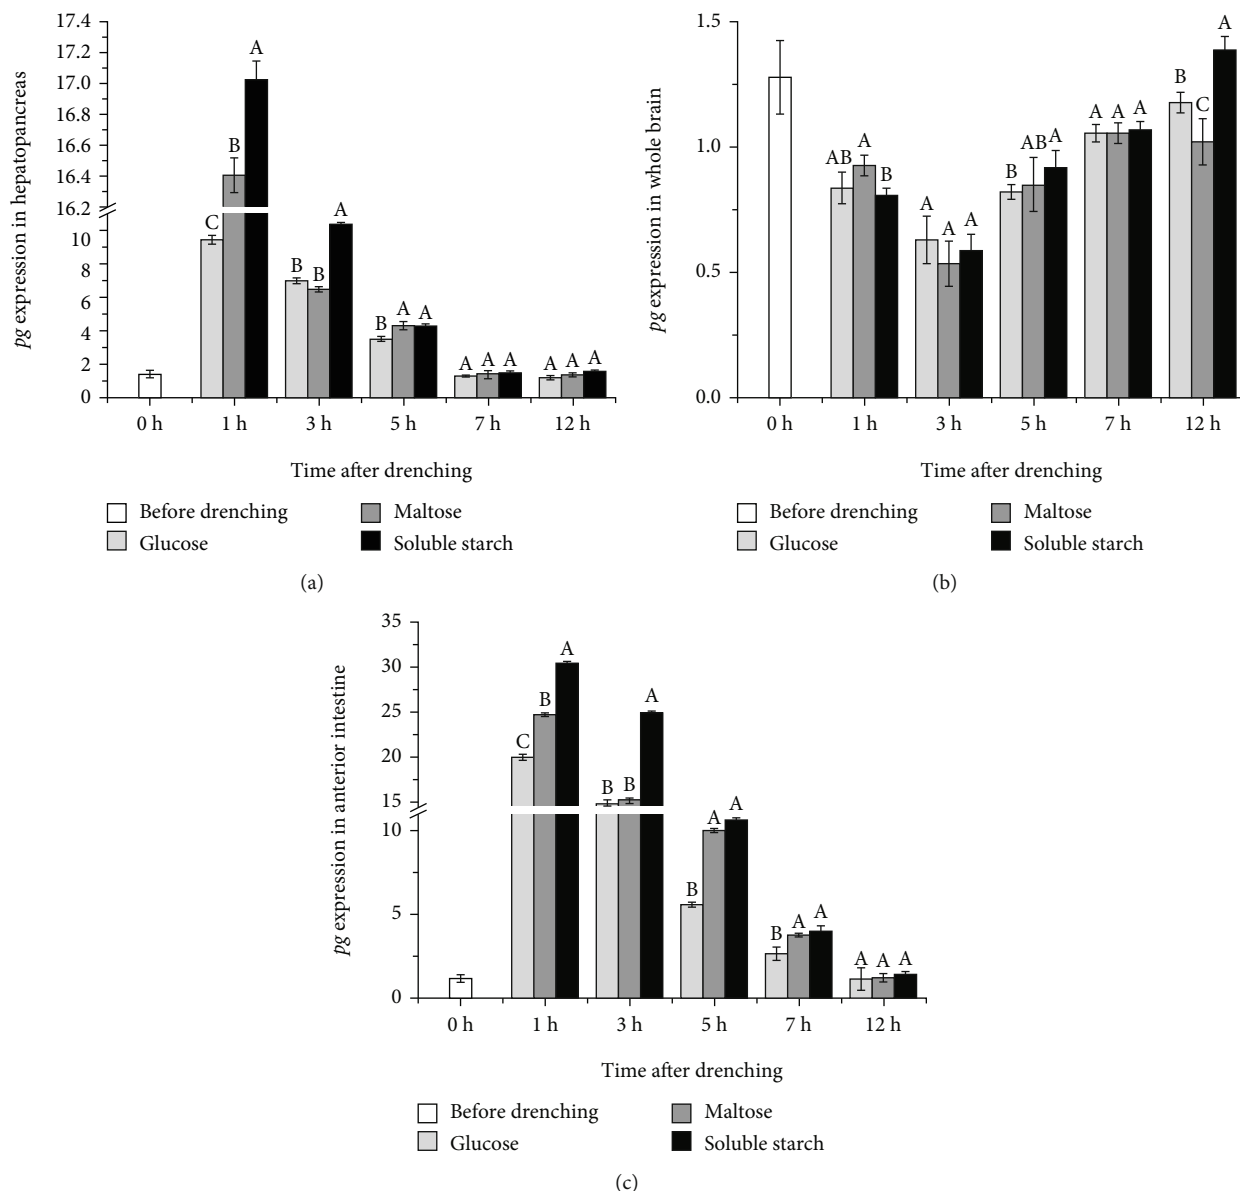 pg expression in hepatopancreas
17.4
17.2
17.0
16.8
16.6
16.4
16.2
10
8
6
4
2
0
C B A
B B A
B A A
A A A
A A A
0 h 1 h 3 h 5 h 7 h 12 h
Time after drenching
Before drenching Maltose
Glucose Soluble starch
(a)
pg expression in whole brain
1.5
1.0
0.5
0.0
AB A B
A A A
B AB A
A A A
B C A
0 h 1 h 3 h 5 h 7 h 12 h
Time after drenching
Before drenching Maltose
Glucose Soluble starch
(b)
pg expression in anterior intestine
35
30
25
20
15
10
5
0
C B A
B B A
B A A
B A A
A A A
0 h 1 h 3 h 5 h 7 h 12 h
Time after drenching
Before drenching Maltose
Glucose Soluble starch
(c)